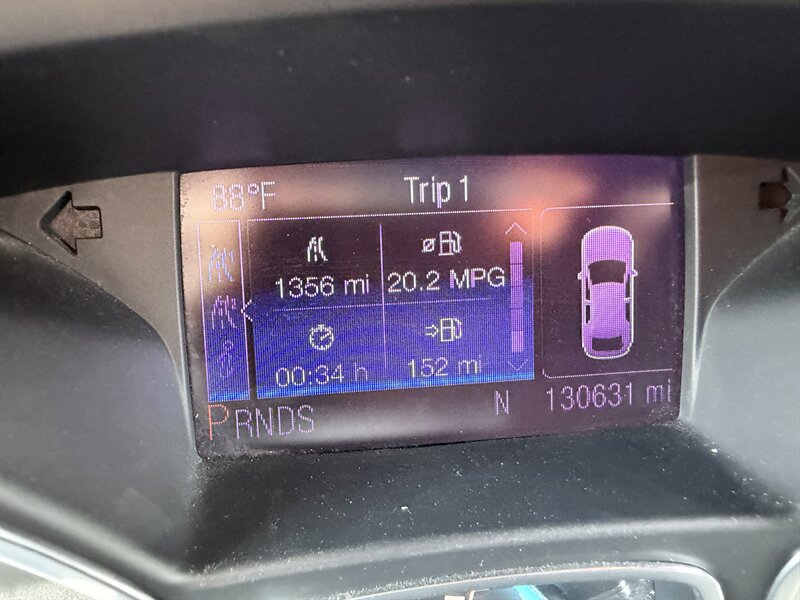 88°F Trip 1
1356 mi 20.2 MPG
00:34 h 152 mi
PRNDS N 130631 mi